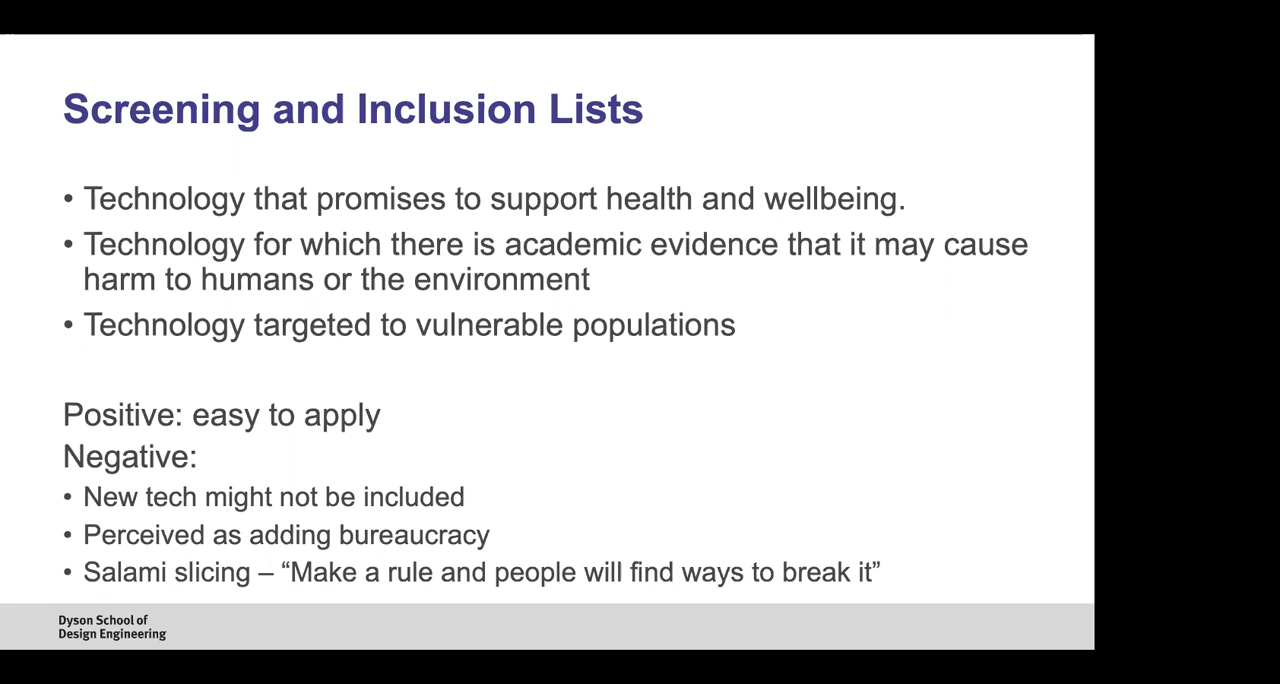 Screening and Inclusion Lists
• Technology that promises to support health and wellbeing.
• Technology for which there is academic evidence that it may cause
harm to humans or the environment
• Technology targeted to vulnerable populations
Positive: easy to apply
Negative:
• New tech might not be included
• Perceived as adding bureaucracy
• Salami slicing – “Make a rule and people will find ways to break it”
Dyson School of
Design Engineering